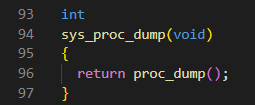 93 int
94 sys_proc_dump(void)
95 {
96   return proc_dump();
97 }